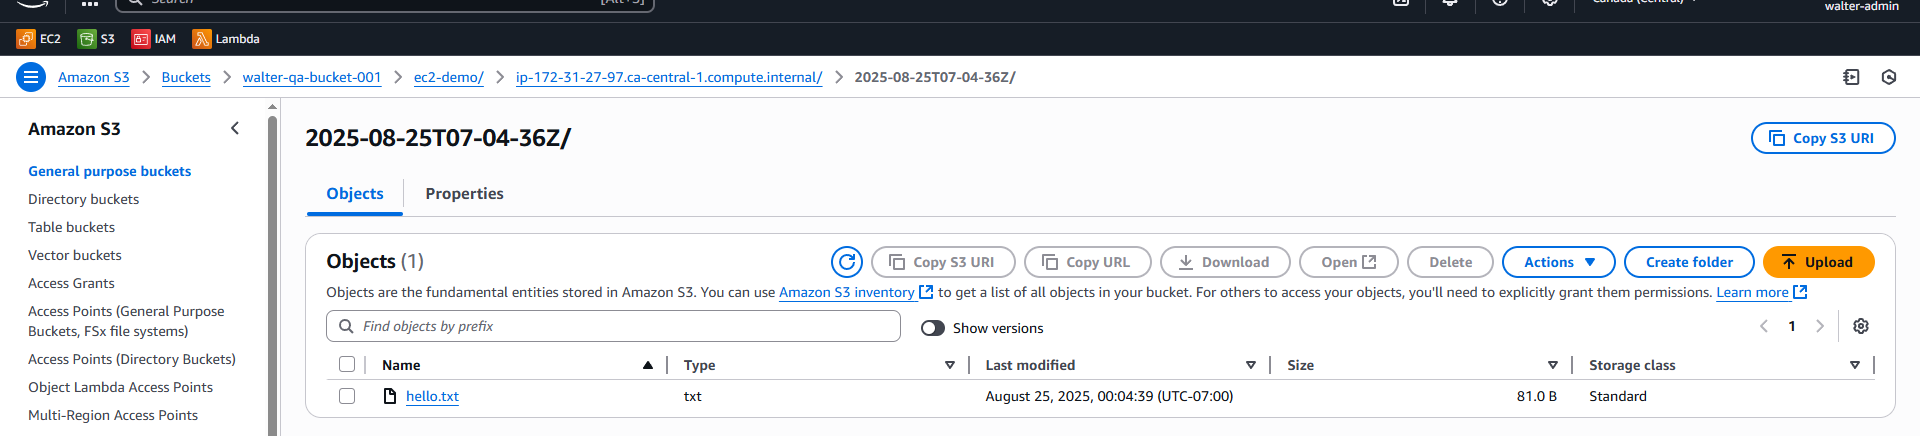 Search [Alt+S] Canada (Central)
walter-admin
EC2 S3 IAM Lambda
Amazon S3 Buckets walter-qa-bucket-001 ec2-demo/ ip-172-31-27-97.ca-central-1.compute.internal/ 2025-08-25T07-04-36Z/
Amazon S3
General purpose buckets
Directory buckets
Table buckets
Vector buckets
Access Grants
Access Points (General Purpose
Buckets, FSx file systems)
Access Points (Directory Buckets)
Object Lambda Access Points
Multi-Region Access Points
2025-08-25T07-04-36Z/
Copy S3 URI
Objects Properties
Objects (1)
Copy S3 URI Copy URL Download Open Delete Actions Create folder Upload
Objects are the fundamental entities stored in Amazon S3. You can use Amazon S3 inventory to get a list of all objects in your bucket. For others to access your objects, you'll need to explicitly grant them permissions. Learn more
Find objects by prefix Show versions 1
Name Type Last modified Size Storage class
hello.txt txt August 25, 2025, 00:04:39 (UTC-07:00) 81.0 B Standard